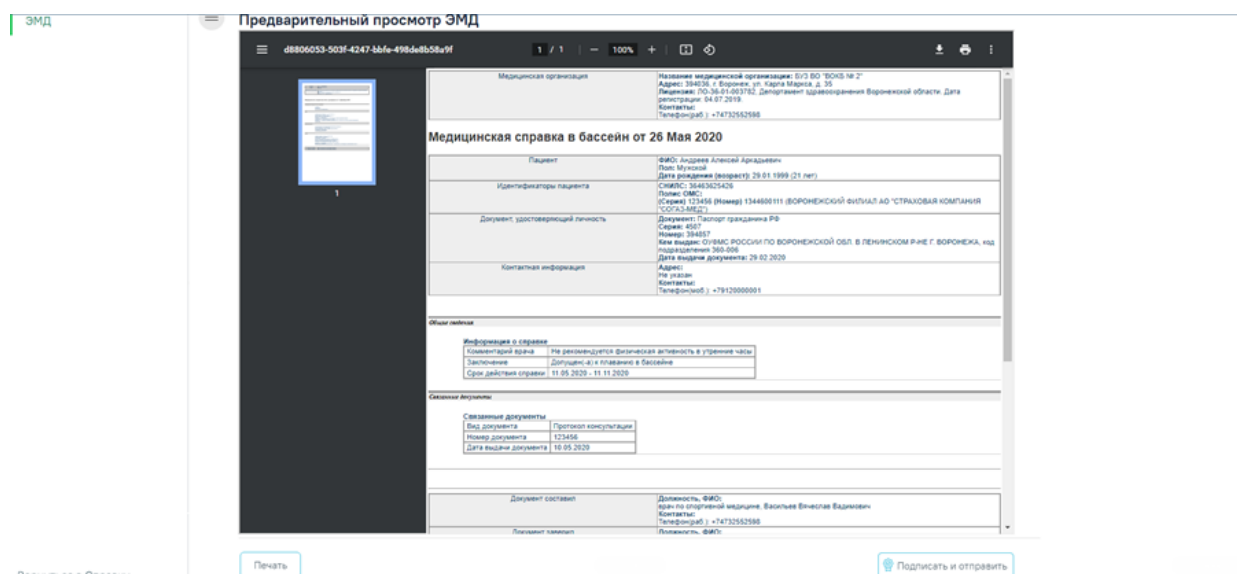 ЭМД
Предварительный просмотр ЭМД
d8806053-503f-4247-bbfe-498de8b58a9f
1 / 1
100%
1
Медицинская организация
Название медицинской организации: БУЗ ВО "ВОКБ № 2"
Адрес: 394036, г. Воронеж, ул. Карла Маркса, д. 35
Лицензия: ЛО-36-01-003782, Департамент здравоохранения Воронежской области. Дата
регистрации: 04.07.2019.
Контакты:
Телефон(раб.): +74732552598
Медицинская справка в бассейн от 26 Мая 2020
Пациент
ФИО: Андреев Алексей Аркадьевич
Пол: Мужской
Дата рождения (возраст): 29.01.1999 (21 лет)
Идентификаторы пациента
СНИЛС: 36463625426
Полис ОМС:
(Серия) 123456 (Номер) 1344600111 (ВОРОНЕЖСКИЙ ФИЛИАЛ АО "СТРАХОВАЯ КОМПАНИЯ
"СОГАЗ-МЕД")
Документ, удостоверяющий личность
Документ: Паспорт гражданина РФ
Серия: 4507
Номер: 394857
Кем выдан: ОУФМС РОССИИ ПО ВОРОНЕЖСКОЙ ОБЛ. В ЛЕНИНСКОМ Р-НЕ Г. ВОРОНЕЖА, код
подразделения 360-006
Дата выдачи документа: 29.02.2020
Контактная информация
Адрес:
Не указан
Контакты:
Телефон(моб.): +79120000001
Общие сведения
Информация о справке
Комментарий врача Не рекомендуется физическая активность в утренние часы
Заключение Допущен(-а) к плаванию в бассейне
Срок действия справки 11.05.2020 - 11.11.2020
Связанные документы
Связанные документы
Вид документа Протокол консультации
Номер документа 123456
Дата выдачи документа 10.05.2020
Документ составил
Должность, ФИО:
врач по спортивной медицине, Васильев Вячеслав Вадимович
Контакты:
Телефон(раб.): +74732552598
Документ заверил
Должность, ФИО:
Печать
Подписать и отправить